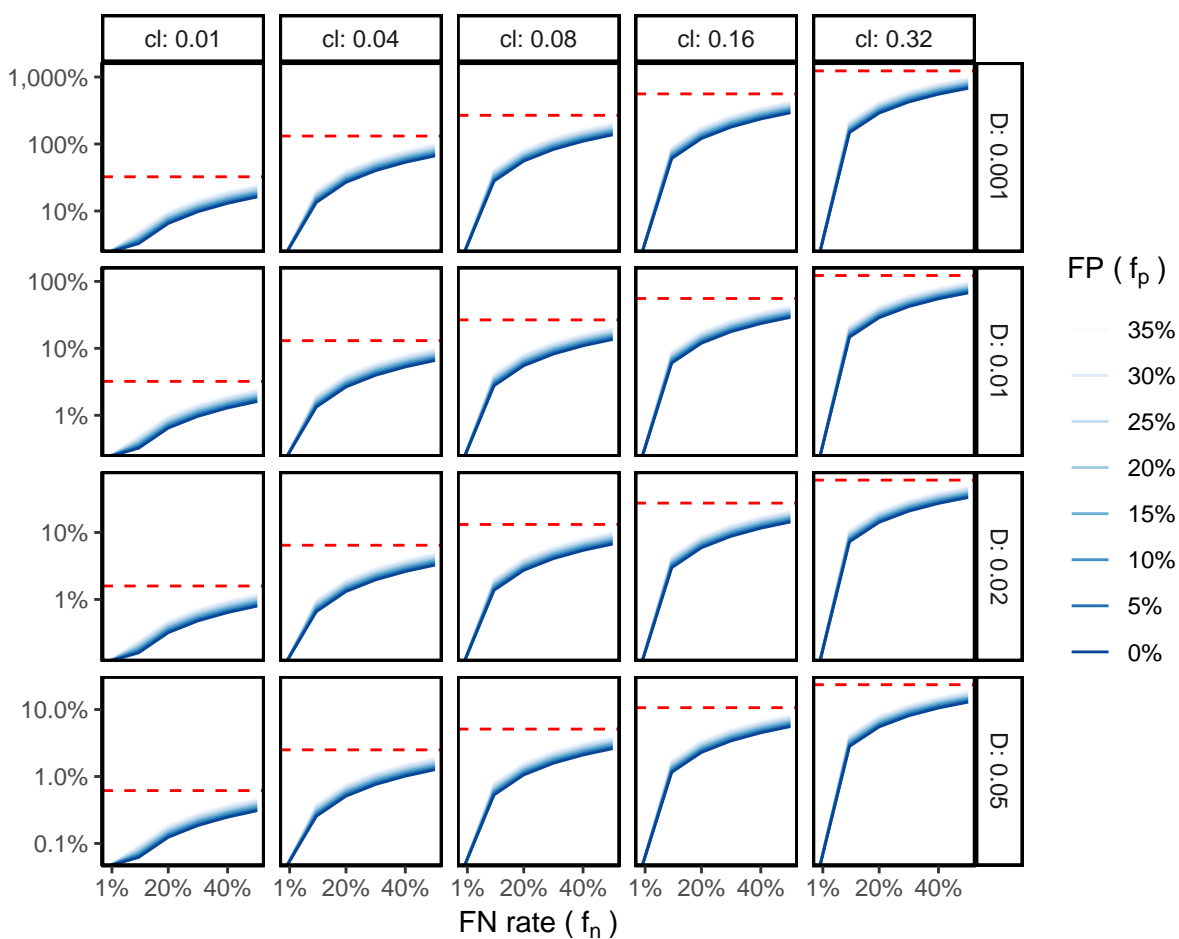 cl: 0.01
cl: 0.04
cl: 0.08
cl: 0.16
cl: 0.32
1,000%
100%
10%
D: 0.001
100%
10%
1%
D: 0.01
10%
1%
D: 0.02
10.0%
1.0%
0.1%
D: 0.05
1% 20% 40%
1% 20% 40%
1% 20% 40%
1% 20% 40%
1% 20% 40%
FN rate ( fn )
FP ( fp )
35%
30%
25%
20%
15%
10%
5%
0%